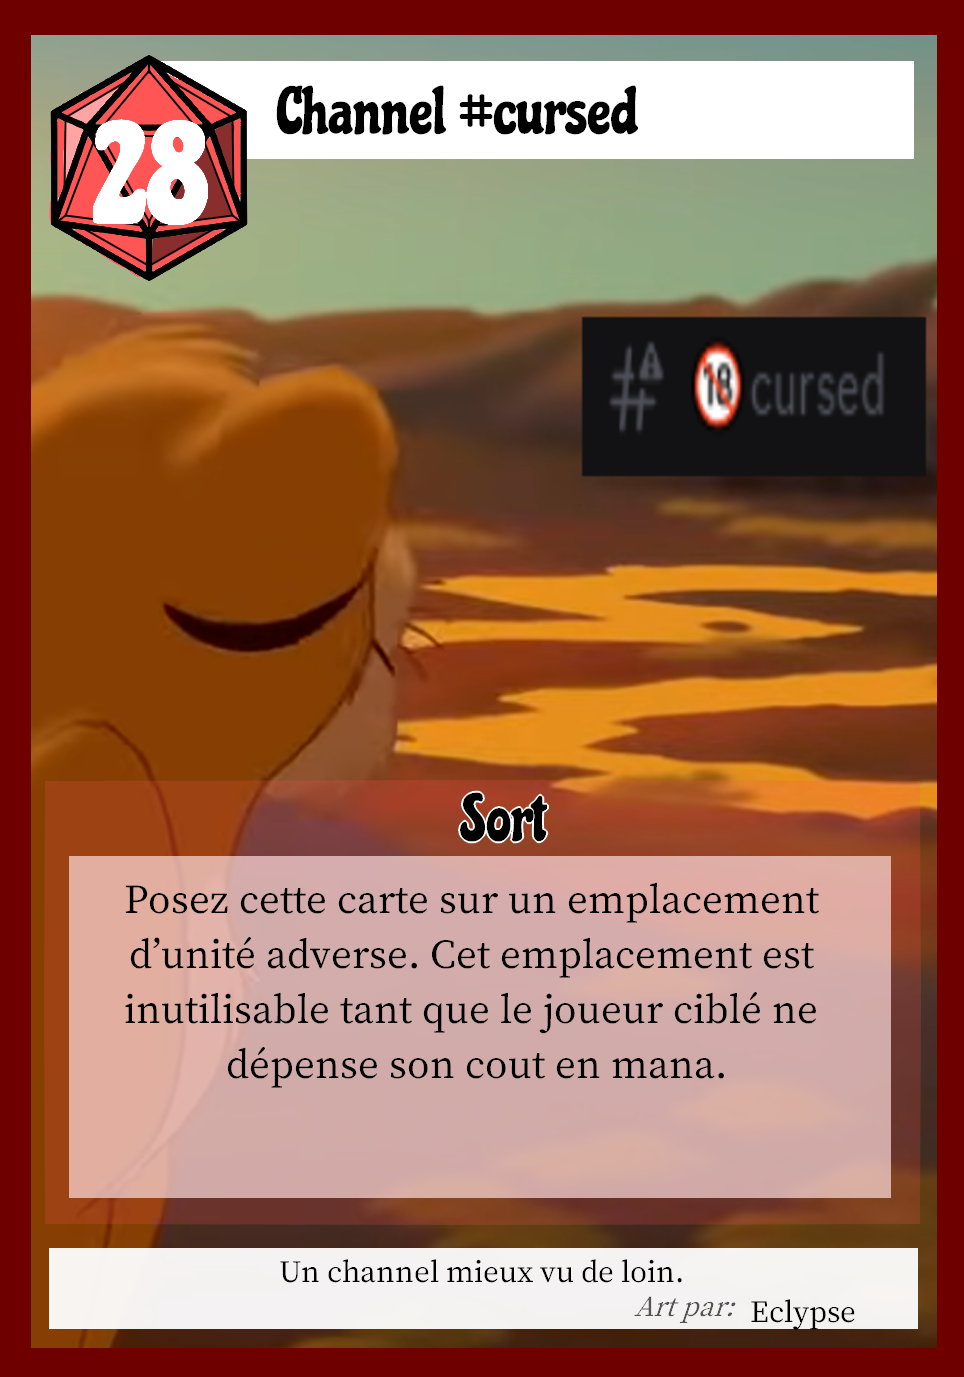 28
Channel #cursed
# 18 cursed
Sort
Posez cette carte sur un emplacement
d’unité adverse. Cet emplacement est
inutilisable tant que le joueur ciblé ne
dépense son cout en mana.
Un channel mieux vu de loin.
Art par: Eclypse